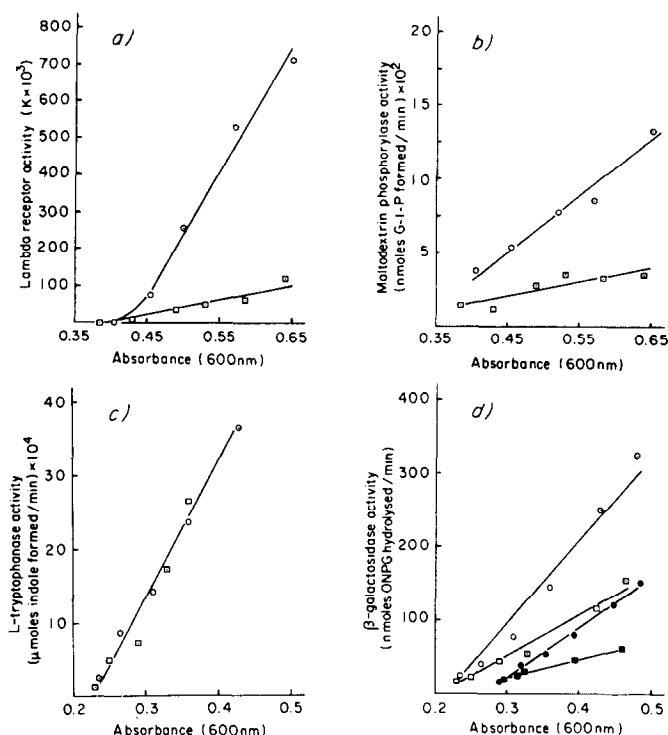 a)
Lambda receptor activity (K×10³)
800
700
600
500
400
300
200
100
0.35 0.45 0.55 0.65
Absorbance (600nm)
b)
Maltodextrin phosphorylase activity
(nmoles G-1-P formed/min)×10²
20
15
10
5
0.35 0.45 0.55 0.65
Absorbance (600nm)
c)
L-tryptophanase activity
(μmoles indole formed/min)×10⁴
40
30
20
10
0.2 0.3 0.4 0.5
Absorbance (600nm)
d)
β-galactosidase activity
(nmoles ONPG hydrolysed/min)
400
300
200
100
0.2 0.3 0.4 0.5
Absorbance (600nm)